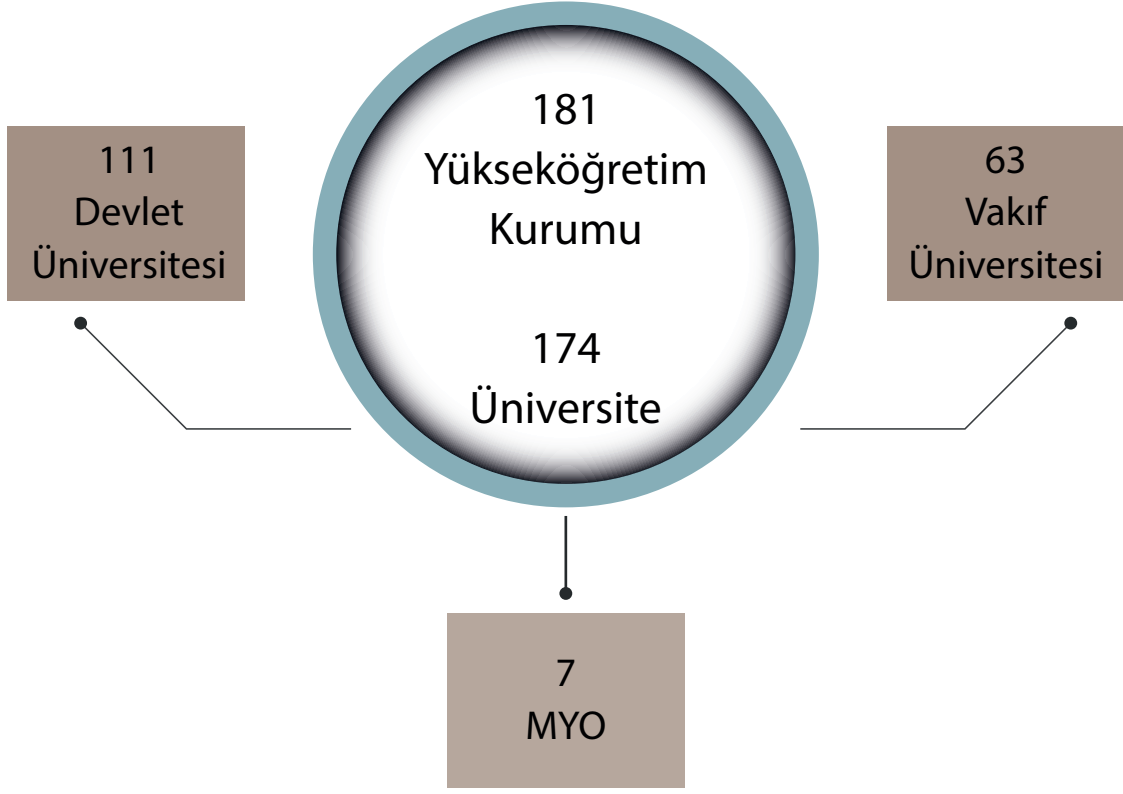 181
Yükseköğretim
Kurumu
174
Üniversite
111
Devlet
Üniversitesi
63
Vakıf
Üniversitesi
7
MYO